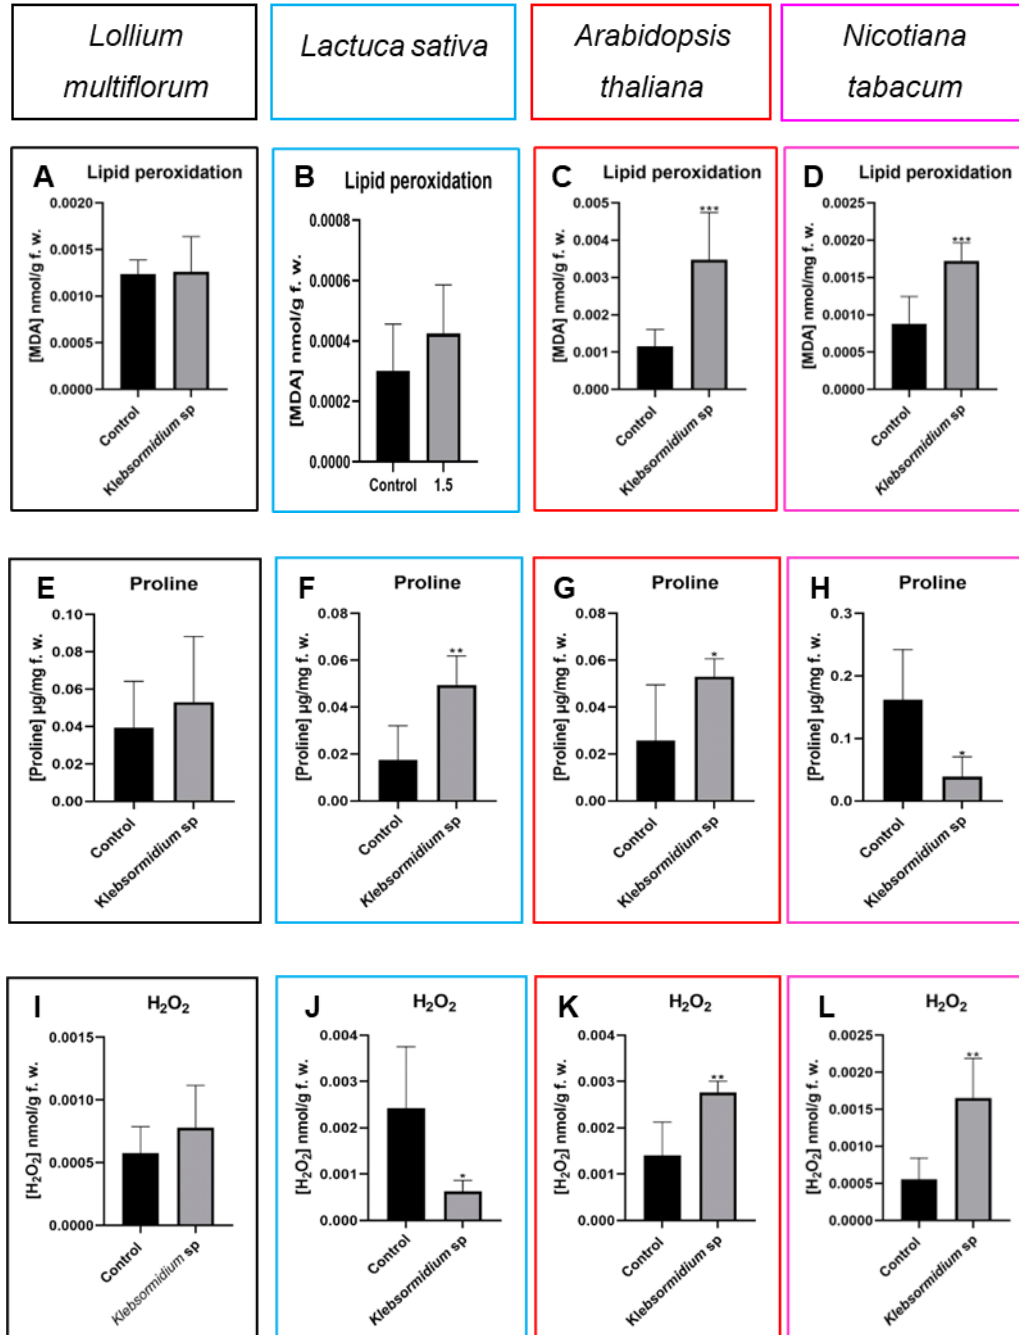 Lollium
multiflorum
Lactuca sativa
Arabidopsis
thaliana
Nicotiana
tabacum
A
Lipid peroxidation
[MDA] nmol/g f. w.
0.0020
0.0015
0.0010
0.0005
0.0000
Control
Klebsormidium sp
B
Lipid peroxidation
[MDA] nmol/g f. w.
0.0008
0.0006
0.0004
0.0002
0.0000
Control
1.5
C
Lipid peroxidation
[MDA] nmol/g f. w.
0.005
0.004
0.003
0.002
0.001
0.000
***
Control
Klebsormidium sp
D
Lipid peroxidation
[MDA] nmol/mg f. w.
0.0025
0.0020
0.0015
0.0010
0.0005
0.0000
***
Control
Klebsormidium sp
E
Proline
[Proline] µg/mg f. w.
0.10
0.08
0.06
0.04
0.02
0.00
Control
Klebsormidium sp
F
Proline
[Proline] µg/mg f. w.
0.08
0.06
0.04
0.02
0.00
**
Control
Klebsormidium sp
G
Proline
[Proline] µg/mg f. w.
0.08
0.06
0.04
0.02
0.00
*
Control
Klebsormidium sp
H
Proline
[Proline] µg/mg f. w.
0.3
0.2
0.1
0.0
*
Control
Klebsormidium sp
I
H₂O₂
[H₂O₂] nmol/g f. w.
0.0015
0.0010
0.0005
0.0000
Control
Klebsormidium sp
J
H₂O₂
[H₂O₂] nmol/g f. w.
0.004
0.003
0.002
0.001
0.000
*
Control
Klebsormidium sp
K
H₂O₂
[H₂O₂] nmol/g f. w.
0.004
0.003
0.002
0.001
0.000
**
Control
Klebsormidium sp
L
H₂O₂
[H₂O₂] nmol/g f. w.
0.0025
0.0020
0.0015
0.0010
0.0005
0.0000
**
Control
Klebsormidium sp